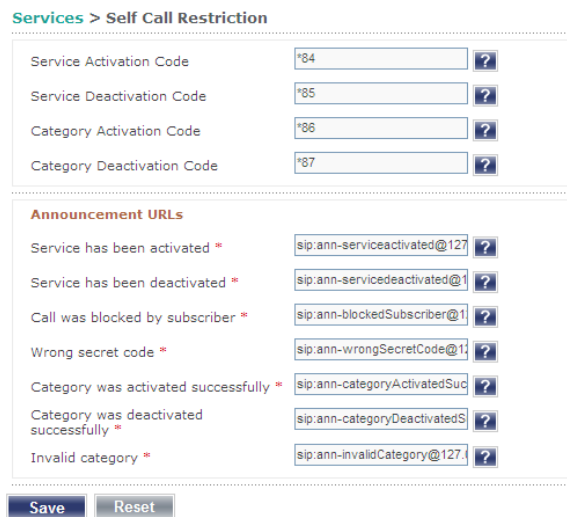 Services > Self Call Restriction
Service Activation Code *84 ?
Service Deactivation Code *85 ?
Category Activation Code *86 ?
Category Deactivation Code *87 ?
Announcement URLs
Service has been activated * sip:ann-serviceactivated@127 ?
Service has been deactivated * sip:ann-servicedeactivated@1 ?
Call was blocked by subscriber * sip:ann-blockedSubscriber@12 ?
Wrong secret code * sip:ann-wrongSecretCode@12 ?
Category was activated successfully * sip:ann-categoryActivatedSuc ?
Category was deactivated
successfully * sip:ann-categoryDeactivatedS ?
Invalid category * sip:ann-invalidCategory@127.0 ?
Save Reset